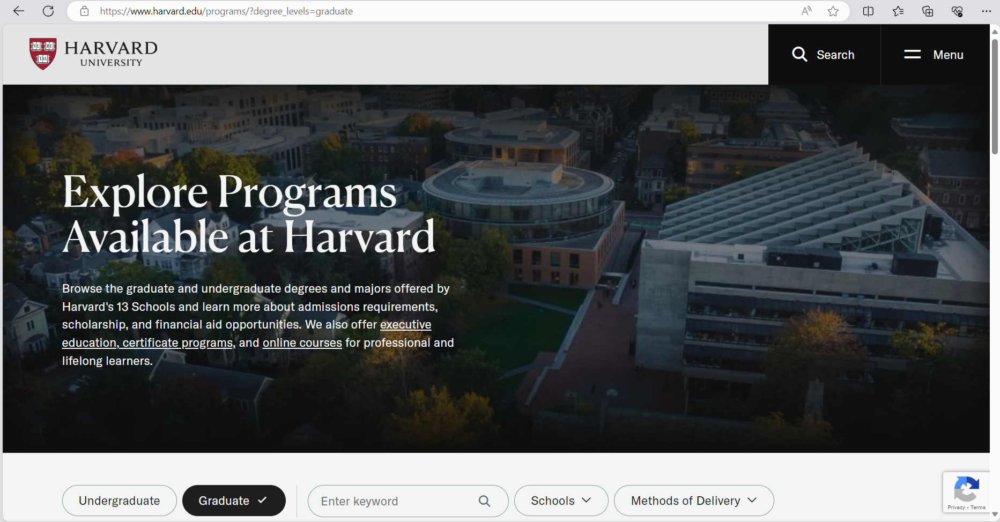 https://www.harvard.edu/programs/?degree_levels=graduate
VE RI
TAS
HARVARD
UNIVERSITY
Search
Menu
Explore Programs
Available at Harvard
Browse the graduate and undergraduate degrees and majors offered by
Harvard's 13 Schools and learn more about admissions requirements,
scholarship, and financial aid opportunities. We also offer executive
education, certificate programs, and online courses for professional and
lifelong learners.
Undergraduate
Graduate
Enter keyword
Schools
Methods of Delivery
Privacy - Terms